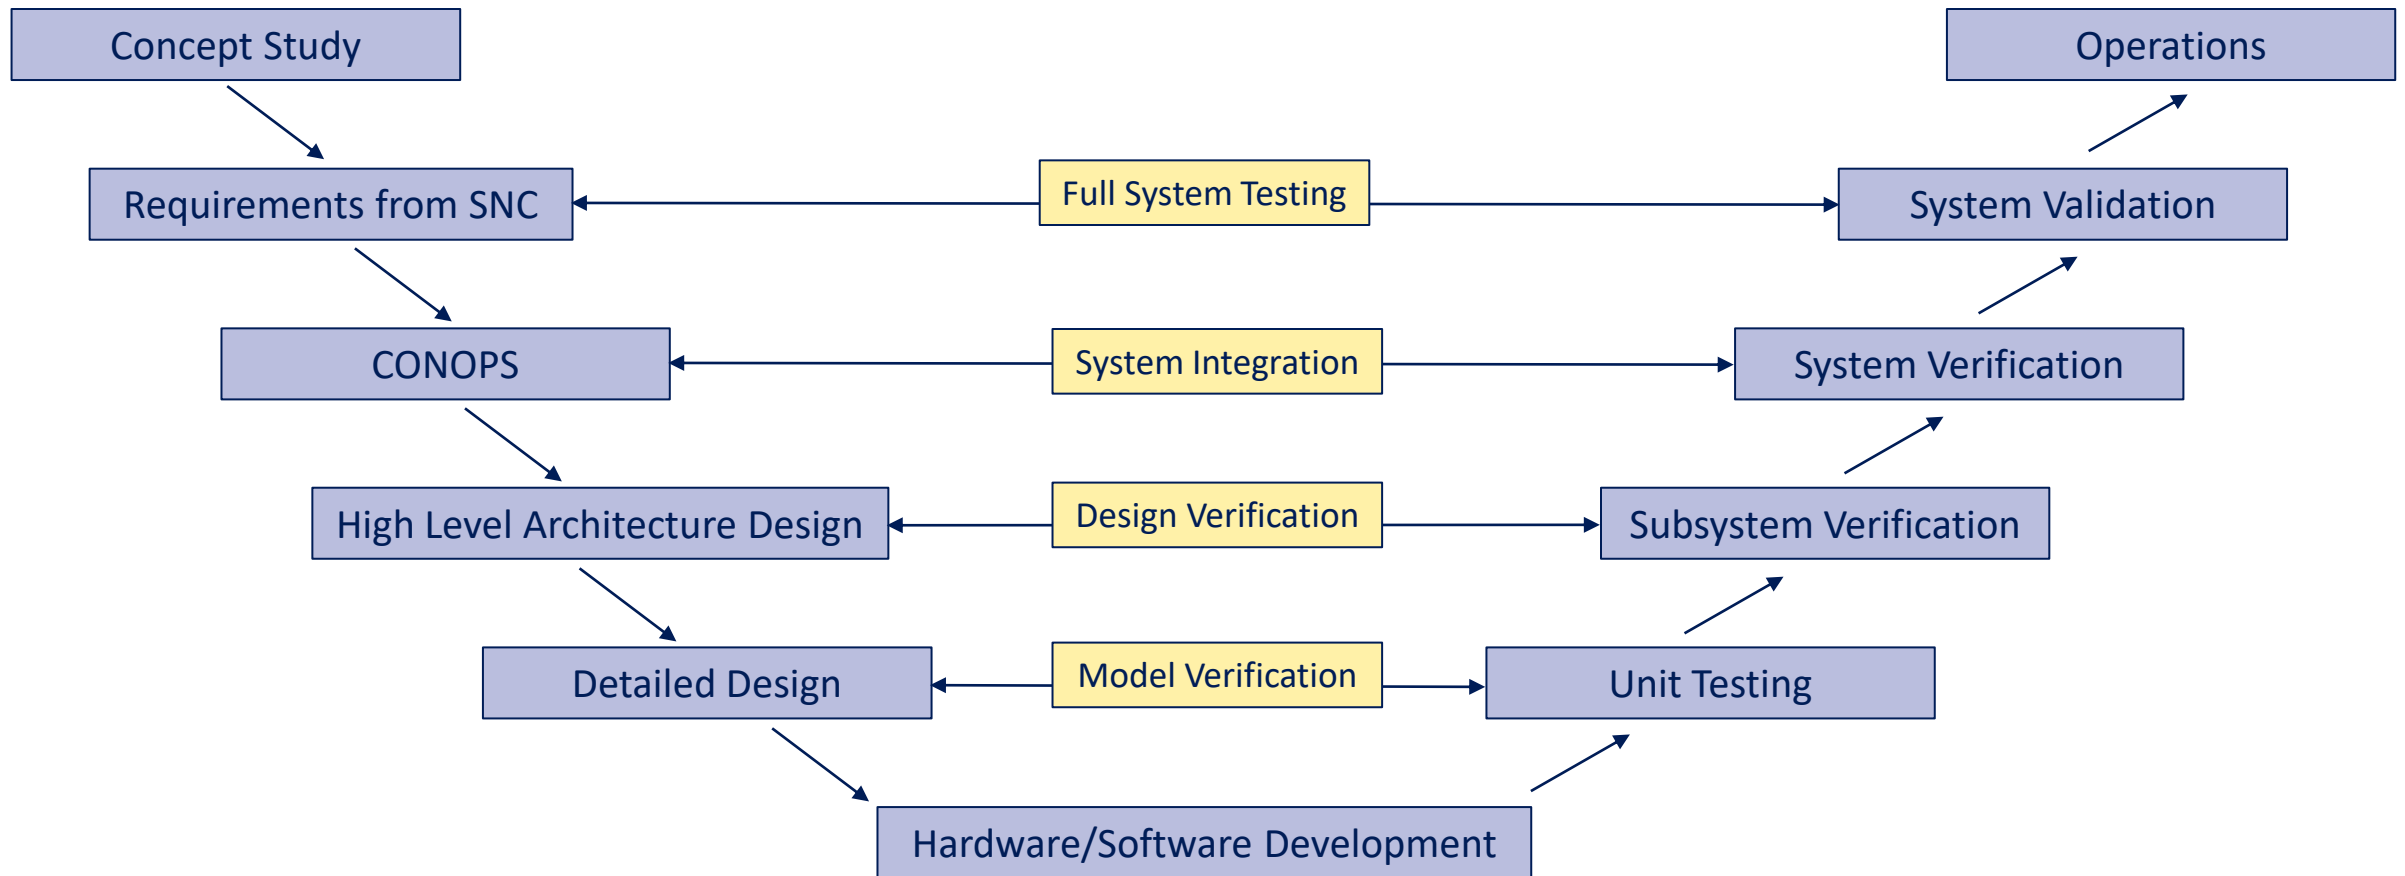 Concept Study
Operations
Requirements from SNC
Full System Testing
System Validation
CONOPS
System Integration
System Verification
High Level Architecture Design
Design Verification
Subsystem Verification
Detailed Design
Model Verification
Unit Testing
Hardware/Software Development